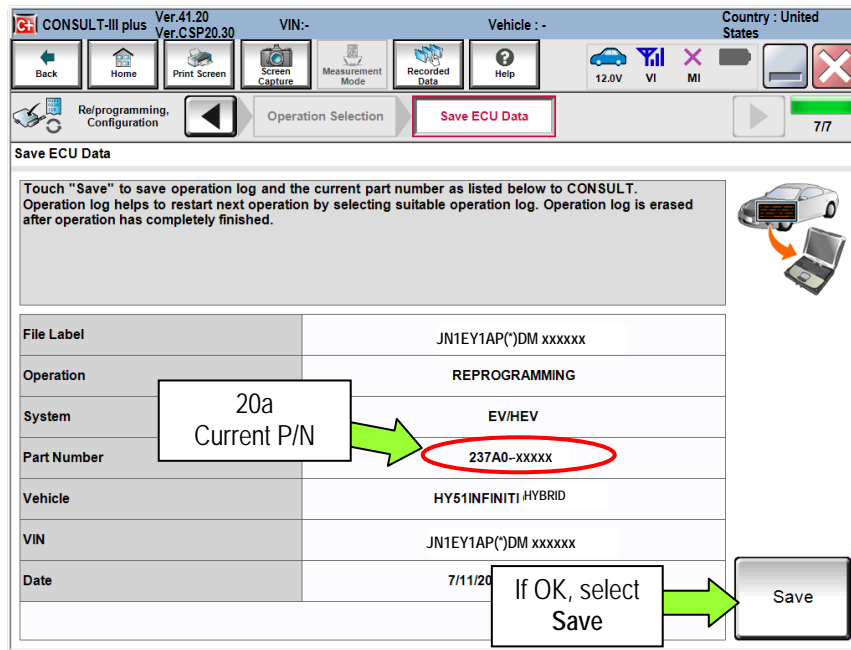 CONSULT-III plus Ver.41.20 Ver.CSP20.30 VIN:- Vehicle : - Country : United States
Back Home Print Screen Screen Capture Measurement Mode Recorded Data Help 12.0V VI MI
Re/programming, Configuration Operation Selection Save ECU Data 7/7
Save ECU Data
Touch "Save" to save operation log and the current part number as listed below to CONSULT.
Operation log helps to restart next operation by selecting suitable operation log. Operation log is erased
after operation has completely finished.
File Label JN1EY1AP(*)DM xxxxxx
Operation REPROGRAMMING
System EV/HEV
20a
Current P/N
Part Number 237A0--xxxxx
Vehicle HY51INFINITI HYBRID
VIN JN1EY1AP(*)DM xxxxxx
Date 7/11/20
If OK, select
Save
Save